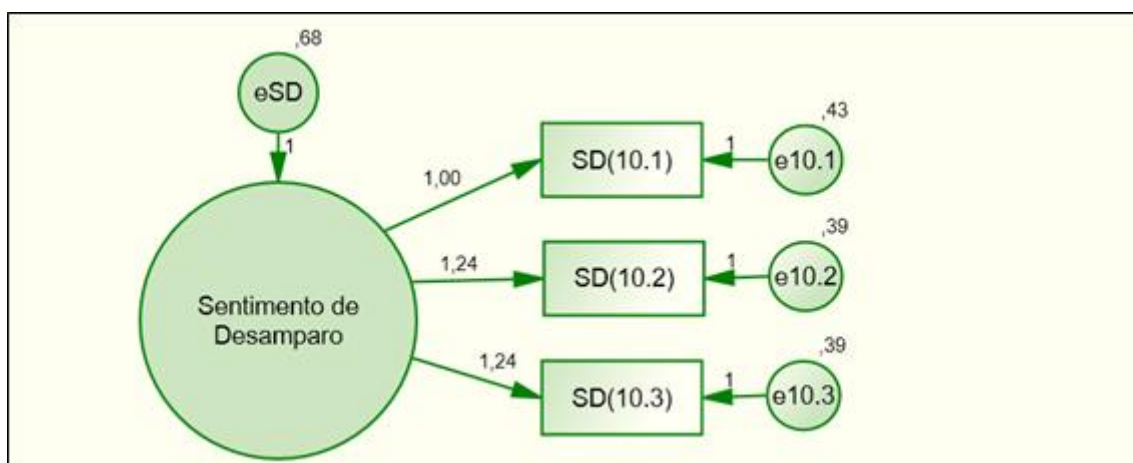 ,68
eSD
1
,43
SD(10.1)
1
e10.1
1,00
,39
1,24
SD(10.2)
1
e10.2
Sentimento de
Desamparo
,39
1,24
SD(10.3)
1
e10.3